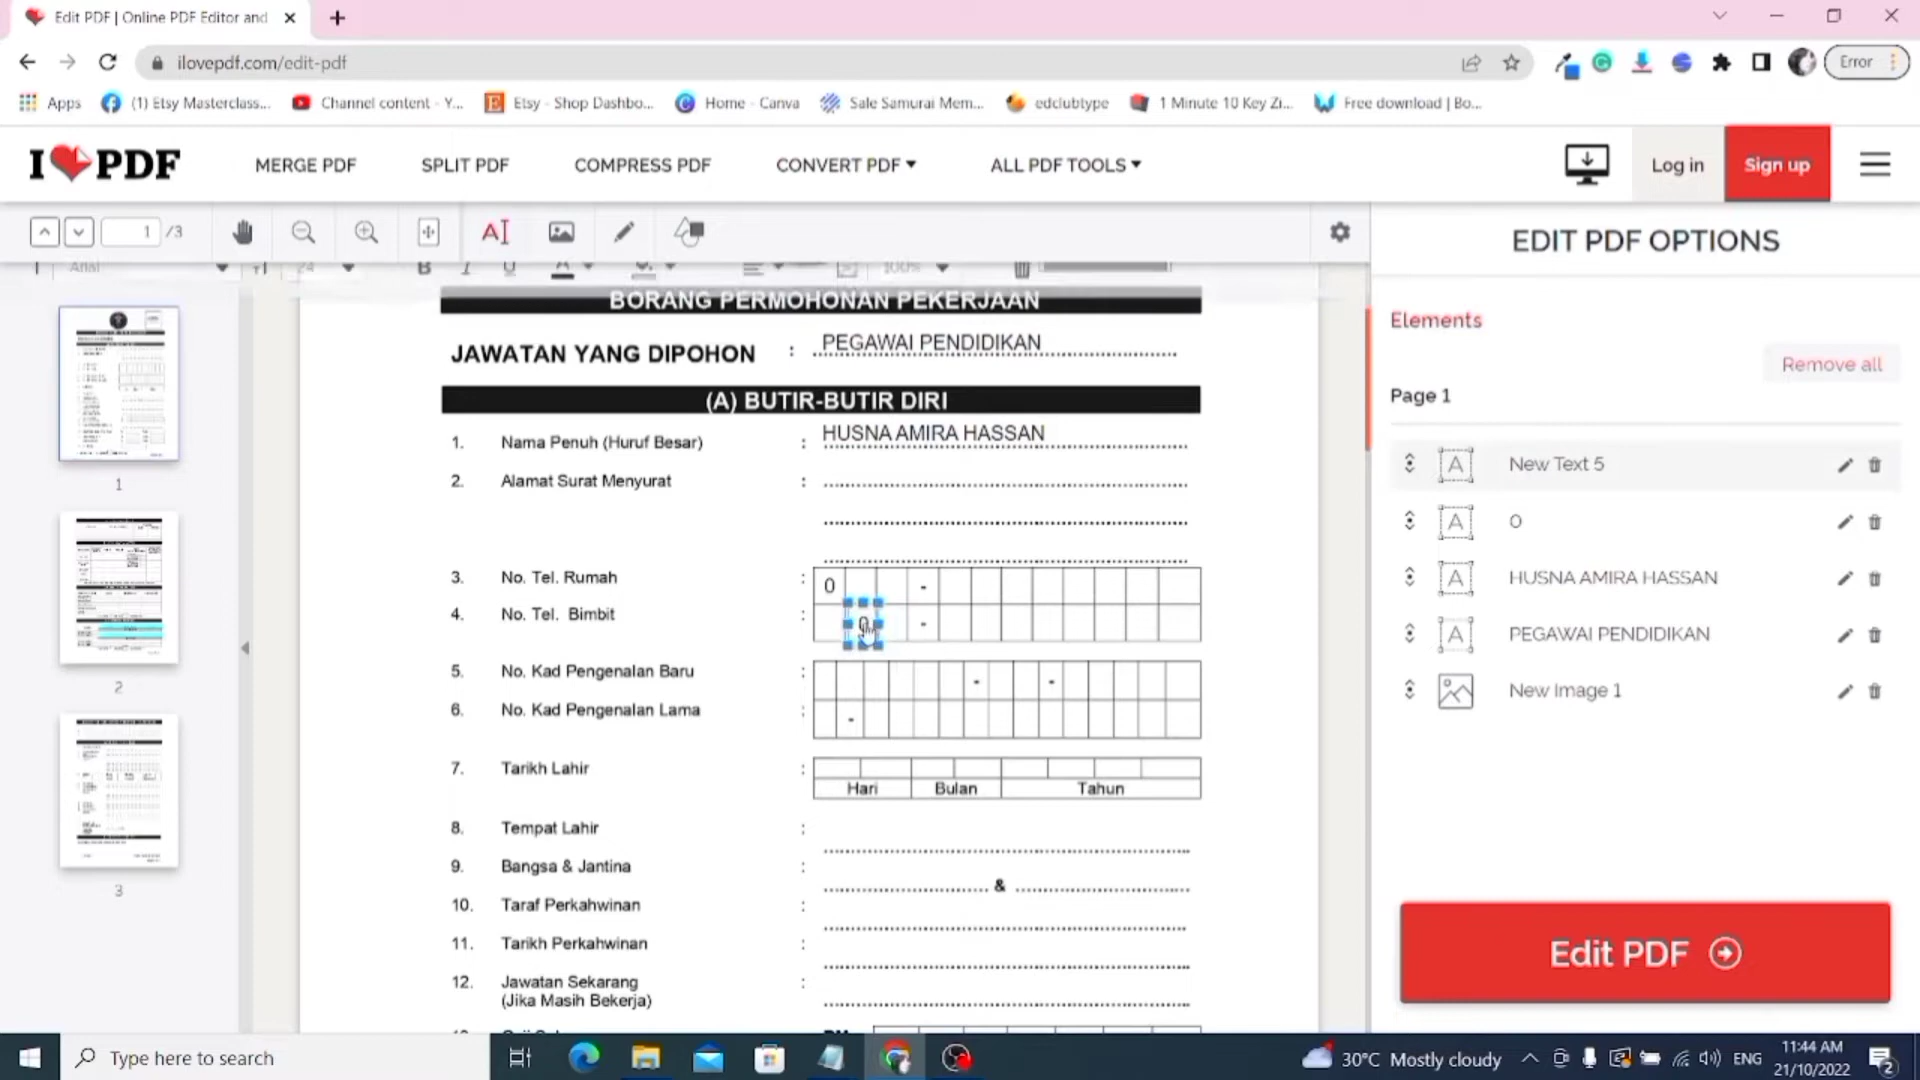 Edit PDF | Online PDF Editor and
ilovepdf.com/edit-pdf
Error
Apps
(1) Etsy Masterclass...
Channel content - Y...
Etsy - Shop Dashbo...
Home - Canva
Sale Samurai Mem...
edclubtype
1 Minute 10 Key Zi...
Free download | Bo...
I PDF
MERGE PDF
SPLIT PDF
COMPRESS PDF
CONVERT PDF
ALL PDF TOOLS
Log in
Sign up
1 /3
Arial
24
B I U A
100%
EDIT PDF OPTIONS
Elements
Remove all
Page 1
New Text 5
0
HUSNA AMIRA HASSAN
PEGAWAI PENDIDIKAN
New Image 1
Edit PDF
1
2
3
BORANG PERMOHONAN PEKERJAAN
JAWATAN YANG DIPOHON : PEGAWAI PENDIDIKAN
(A) BUTIR-BUTIR DIRI
1. Nama Penuh (Huruf Besar) : HUSNA AMIRA HASSAN
2. Alamat Surat Menyurat :
3. No. Tel. Rumah : 0 -
4. No. Tel. Bimbit : 0 -
5. No. Kad Pengenalan Baru : - -
6. No. Kad Pengenalan Lama : -
7. Tarikh Lahir :
Hari Bulan Tahun
8. Tempat Lahir :
9. Bangsa & Jantina : &
10. Taraf Perkahwinan :
11. Tarikh Perkahwinan :
12. Jawatan Sekarang :
(Jika Masih Bekerja)
Type here to search
30°C Mostly cloudy
ENG
11:44 AM
21/10/2022
2